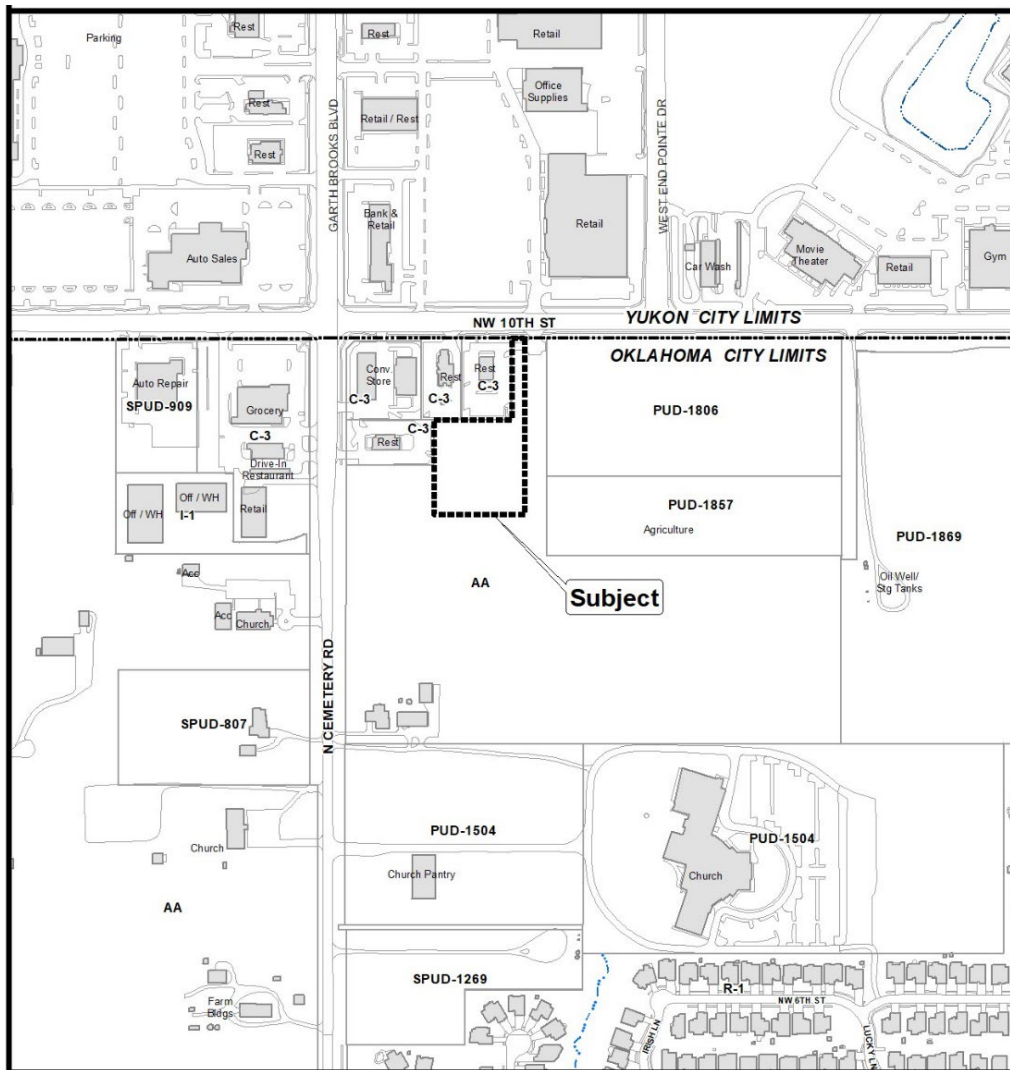 Parking
Rest
Rest
Retail
Office
Supplies
Rest
Retail / Rest
Rest
GARTH BROOKS BLVD
WEST END POINTE DR
Bank &
Retail
Retail
Auto Sales
Car Wash
Movie
Theater
Retail
Gym
NW 10TH ST
YUKON CITY LIMITS
OKLAHOMA CITY LIMITS
Auto Repair
SPUD-909
Grocery
C-3
Drive-In
Restaurant
Conv.
Store
C-3
Rest
C-3
Rest
C-3
C-3
Rest
PUD-1806
Off / WH
Off / WH
I-1
Retail
PUD-1857
Agriculture
PUD-1869
Oil Well/
Stg Tanks
AA
Subject
Acc
Acc
Church
N CEMETERY RD
SPUD-807
PUD-1504
PUD-1504
Church
Church Pantry
Church
AA
SPUD-1269
R-1
NW 6TH ST
Farm
Bldgs
IRISH LN
LUCKY LN